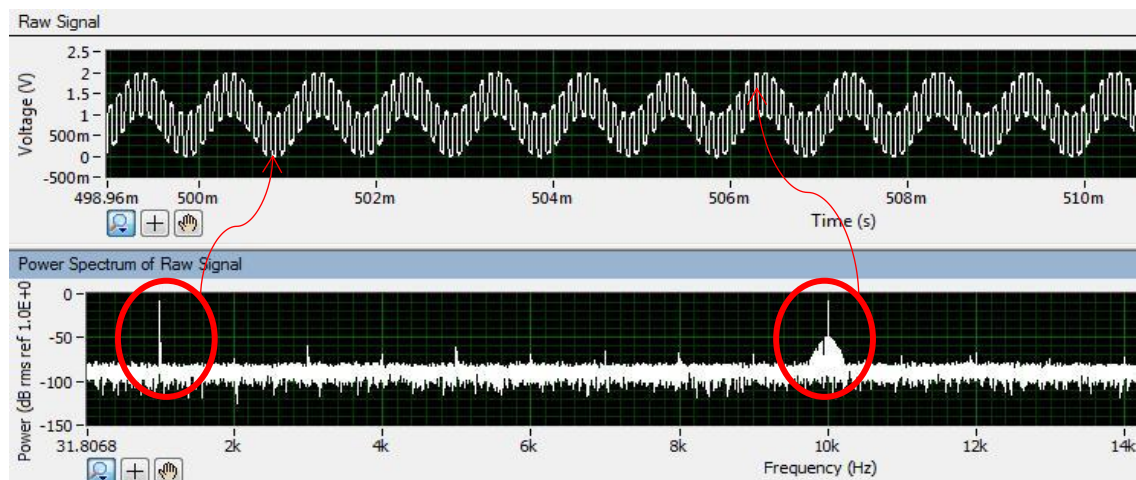 Raw Signal
Voltage (V)
2.5
2
1.5
1
500m
0
-500m
498.96m 500m 502m 504m 506m 508m 510m
Time (s)
Power Spectrum of Raw Signal
Power (dB rms ref 1.0E+0
0
-50
-100
-150
31.8068 2k 4k 6k 8k 10k 12k 14k
Frequency (Hz)